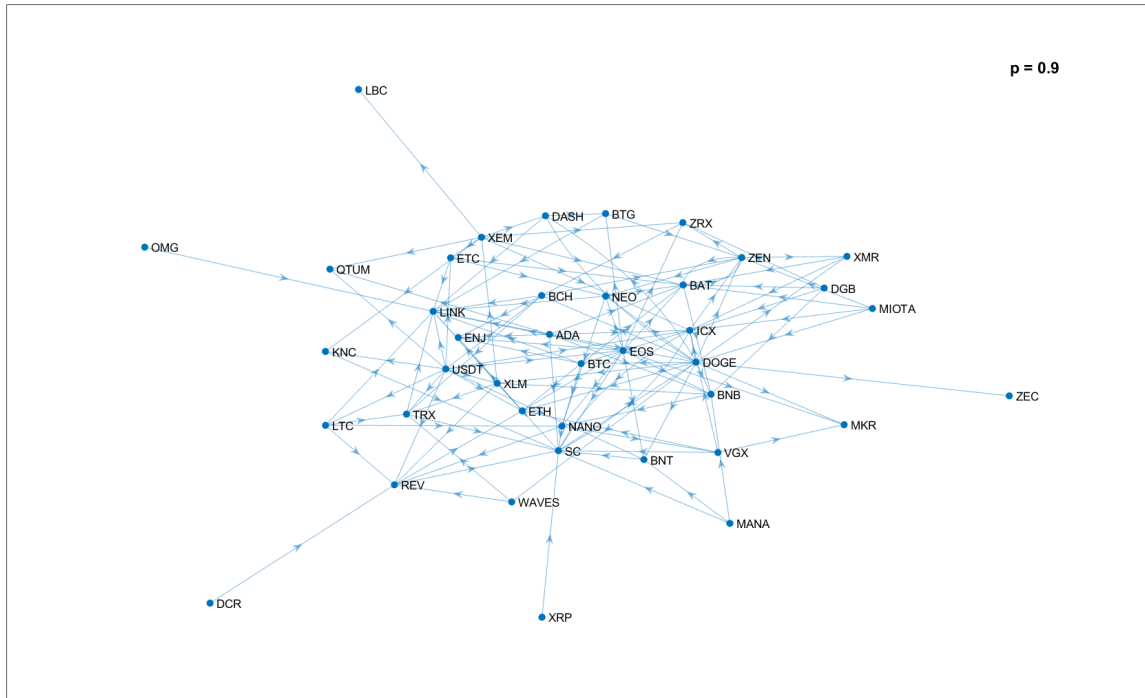 p = 0.9
LBC
DASH
BTG
ZRX
XEM
OMG
ETC
ZEN
XMR
QTUM
BAT
DGB
BCH
NEO
MIOTA
LINK
ICX
ENJ
ADA
KNC
EOS
BTC
DOGE
USDT
XLM
BNB
ZEC
TRX
ETH
LTC
NANO
MKR
SC
VGX
BNT
REV
WAVES
MANA
DCR
XRP